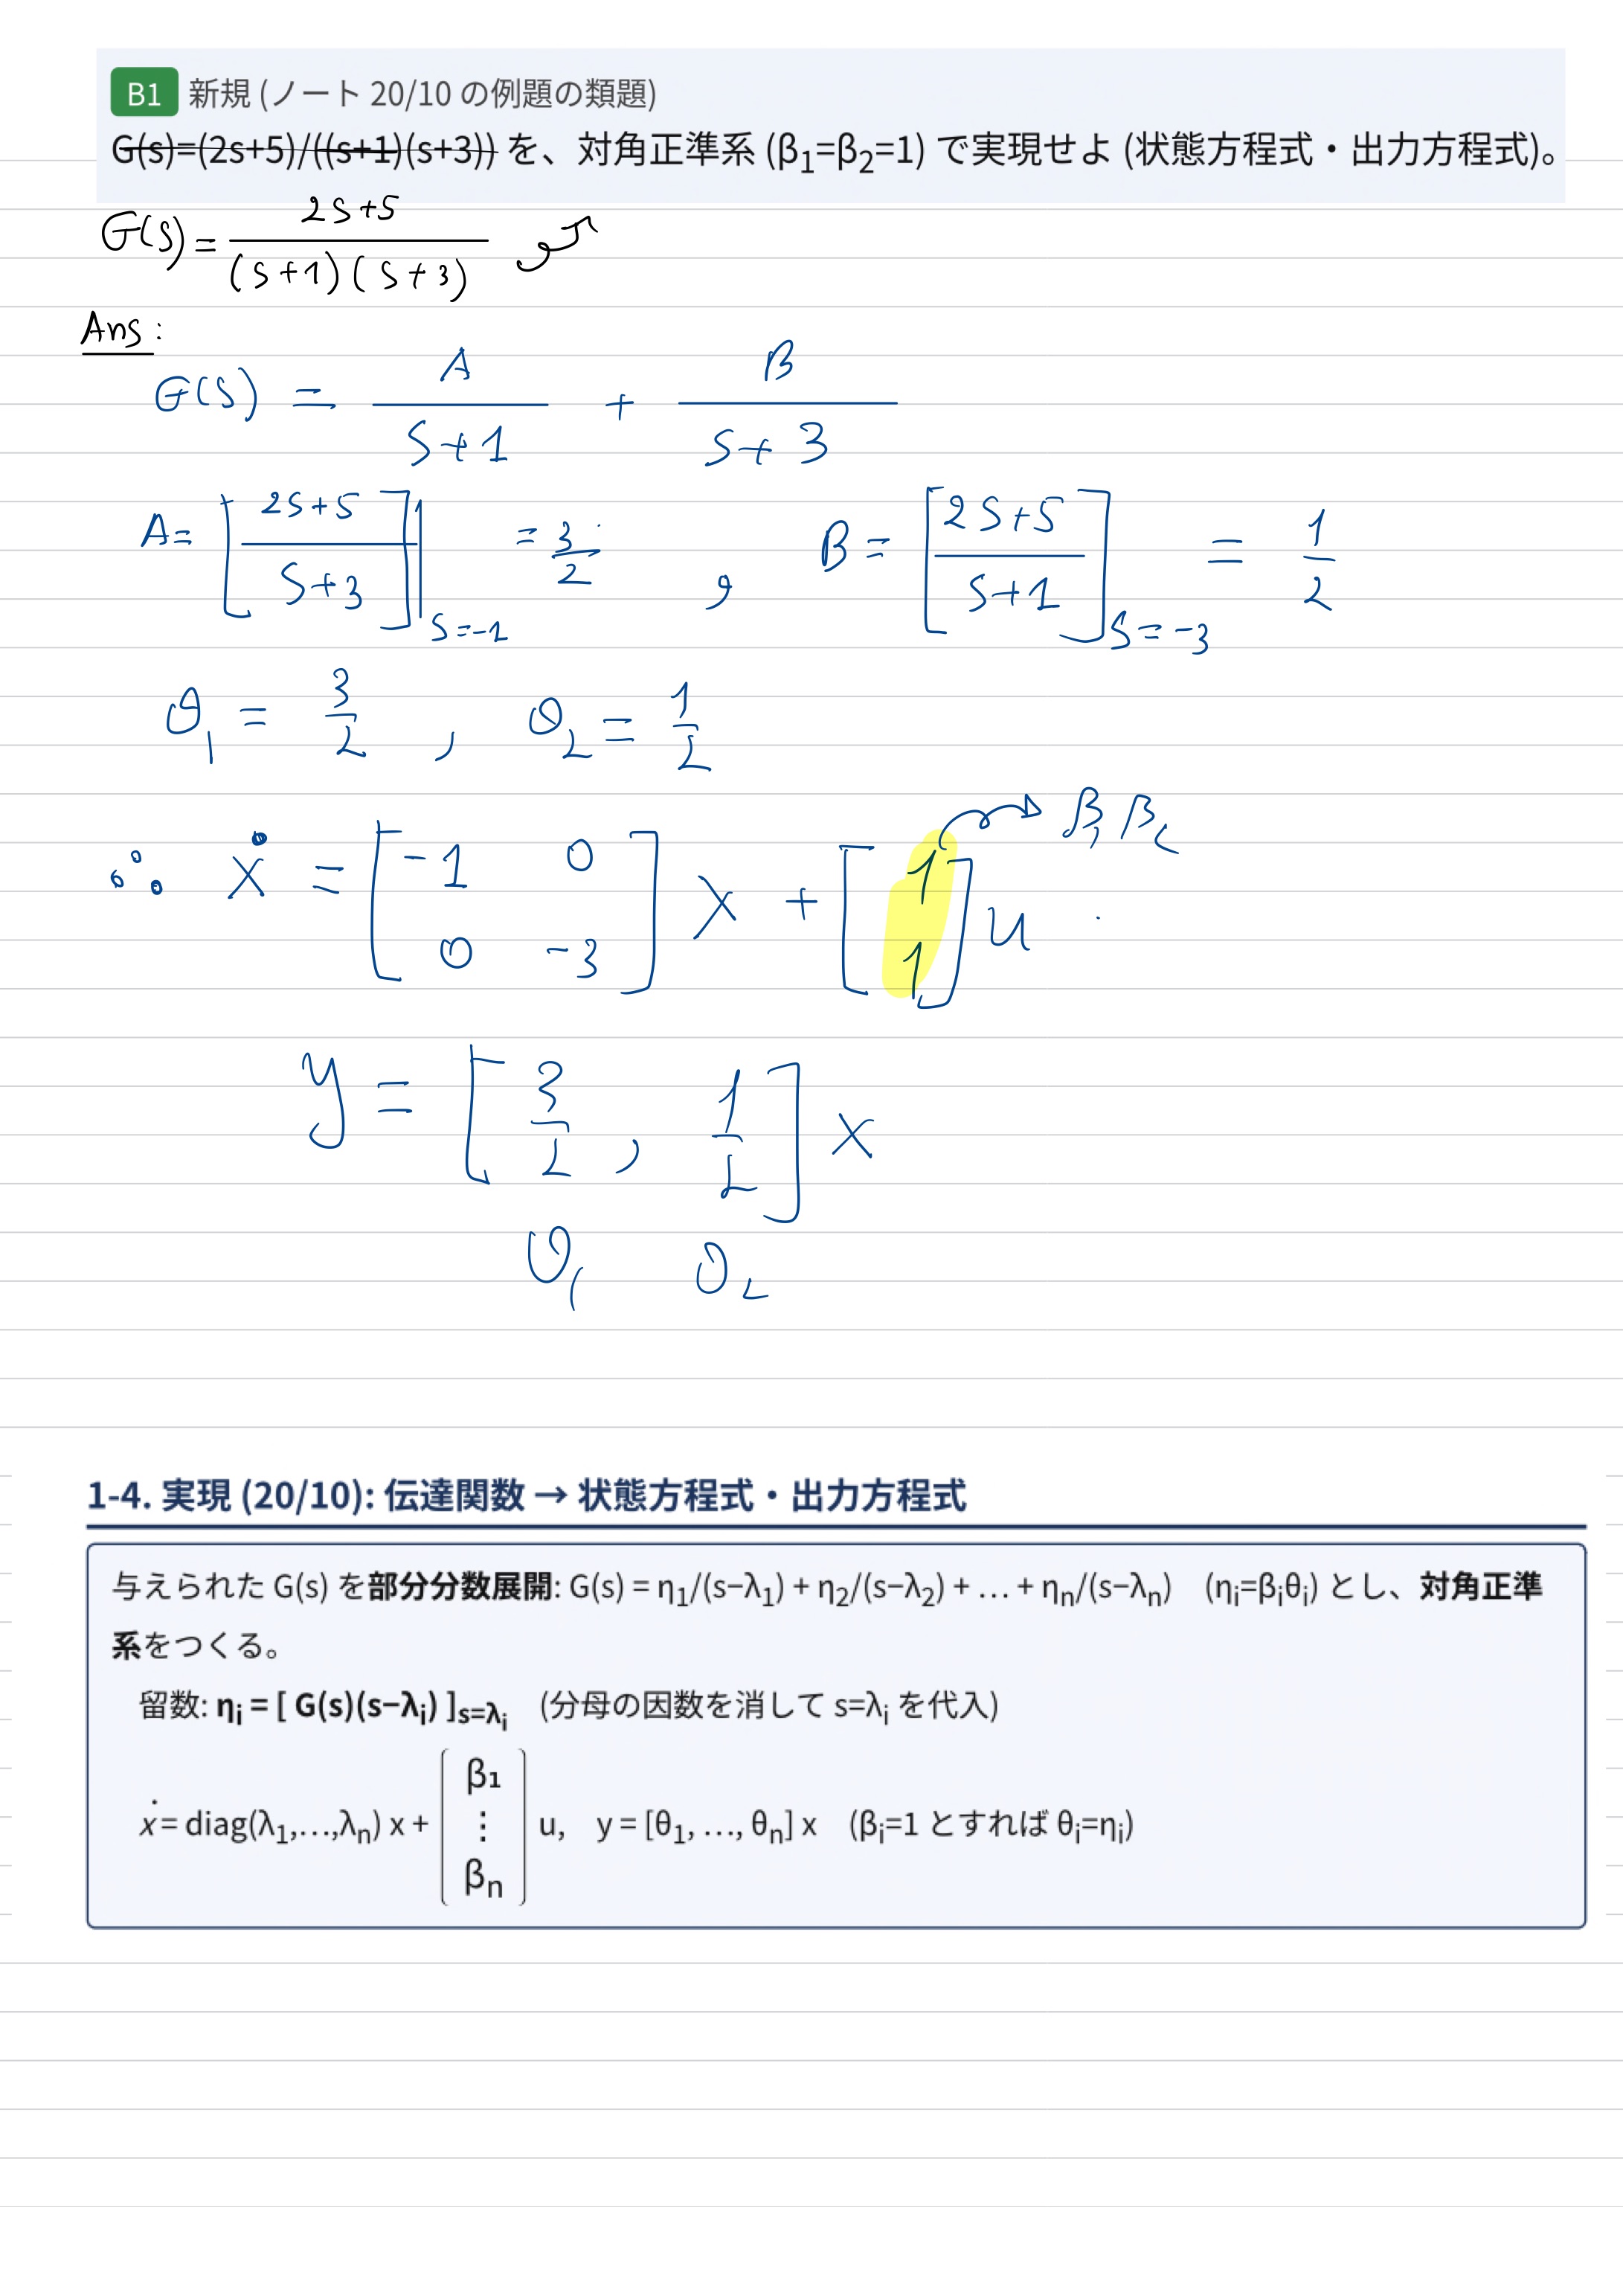 B1 新規 (ノート 20/10 の例題の類題)
G(s)=(2s+5)/((s+1)(s+3)) を、対角正準系 (β₁=β₂=1) で実現せよ (状態方程式・出力方程式)。
G(s) = (2s+5)/((s+1)(s+3))
Ans :
G(s) = A/(s+1) + B/(s+3)
A = [(2s+5)/(s+3)]|s=-1 = 3/2 , B = [(2s+5)/(s+1)]s=-3 = 1/2
θ₁ = 3/2 , θ₂ = 1/2
∴ ẋ = [-1 0; 0 -3] x + [1; 1] u → β₁ β₂
y = [3/2 , 1/2] x
θ₁ θ₂
1-4. 実現 (20/10): 伝達関数 → 状態方程式・出力方程式
与えられた G(s) を部分分数展開: G(s) = η₁/(s−λ₁) + η₂/(s−λ₂) + … + ηₙ/(s−λₙ) (ηᵢ=βᵢθᵢ) とし、対角正準
系をつくる。
留数: ηᵢ = [ G(s)(s−λᵢ) ]s=λᵢ (分母の因数を消して s=λᵢ を代入)
ẋ = diag(λ₁,…,λₙ) x + [β₁ ⋮ βₙ] u, y = [θ₁, …, θₙ] x (βᵢ=1 とすれば θᵢ=ηᵢ)